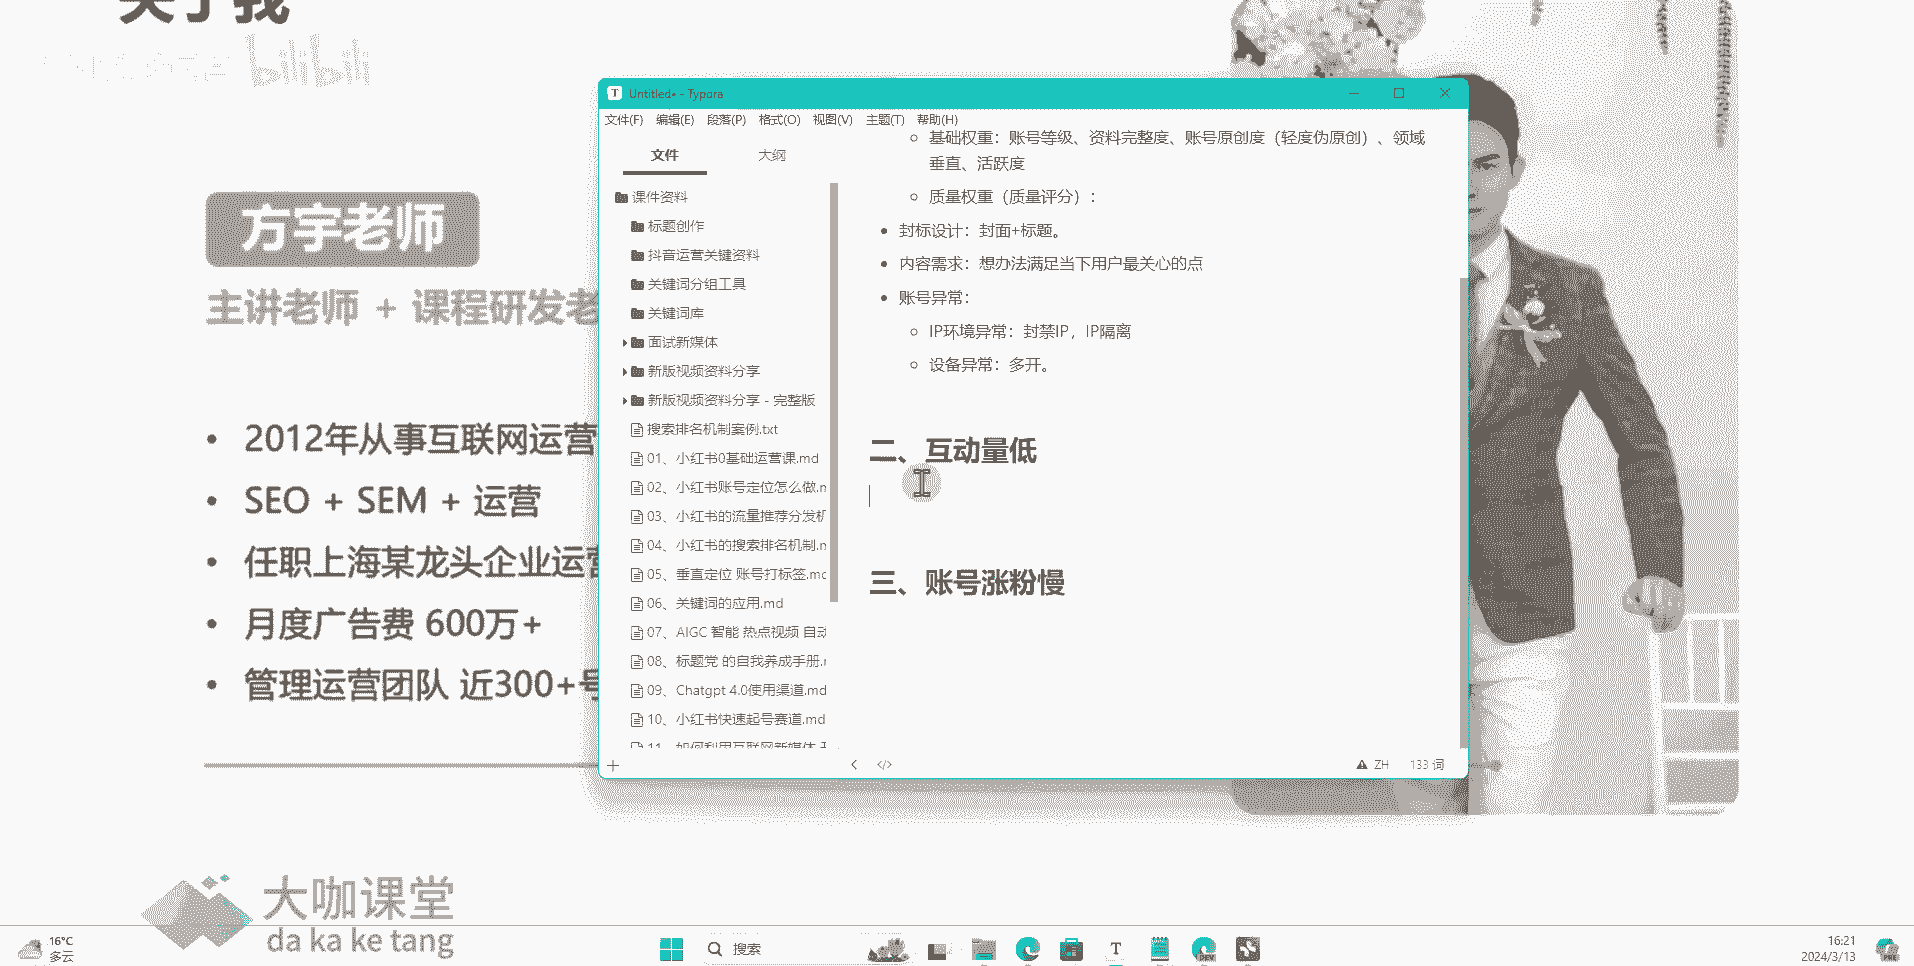 关于我
bilibili
方宇老师
主讲老师 + 课程研发老
2012年从事互联网运营
SEO + SEM + 运营
任职上海某龙头企业运营
月度广告费 600万+
管理运营团队 近300+号
大咖课堂
da ka ke tang
Untitled• - Typora
文件(F) 编辑(E) 段落(P) 格式(O) 视图(V) 主题(T) 帮助(H)
文件 大纲
课件资料
标题创作
抖音运营关键资料
关键词分组工具
关键词库
面试新媒体
新版视频资料分享
新版视频资料分享 - 完整版
搜索排名机制案例.txt
01、小红书0基础运营课.md
02、小红书账号定位怎么做.m
03、小红书的流量推荐分发机
04、小红书的搜索排名机制.m
05、垂直定位 账号打标签.md
06、关键词的应用.md
07、AIGC 智能 热点视频 自动
08、标题党 的自我养成手册.
09、Chatgpt 4.0使用渠道.md
10、小红书快速起号赛道.md
11、如何利用互联网新媒体
基础权重：账号等级、资料完整度、账号原创度（轻度伪原创）、领域
垂直、活跃度
质量权重（质量评分）：
封标设计：封面+标题。
内容需求：想办法满足当下用户最关心的点
账号异常：
IP环境异常：封禁IP，IP隔离
设备异常：多开。
二、互动量低
三、账号涨粉慢
ZH 133 词
16°C
多云
搜索
16:21
2024/3/13